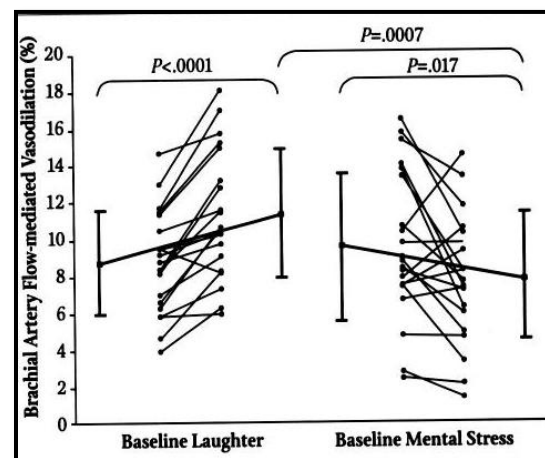 P=.0007
P<.0001
P=.017
Brachial Artery Flow-mediated Vasodilation (%)
20
18
16
14
12
10
8
6
4
2
0
Baseline Laughter
Baseline Mental Stress